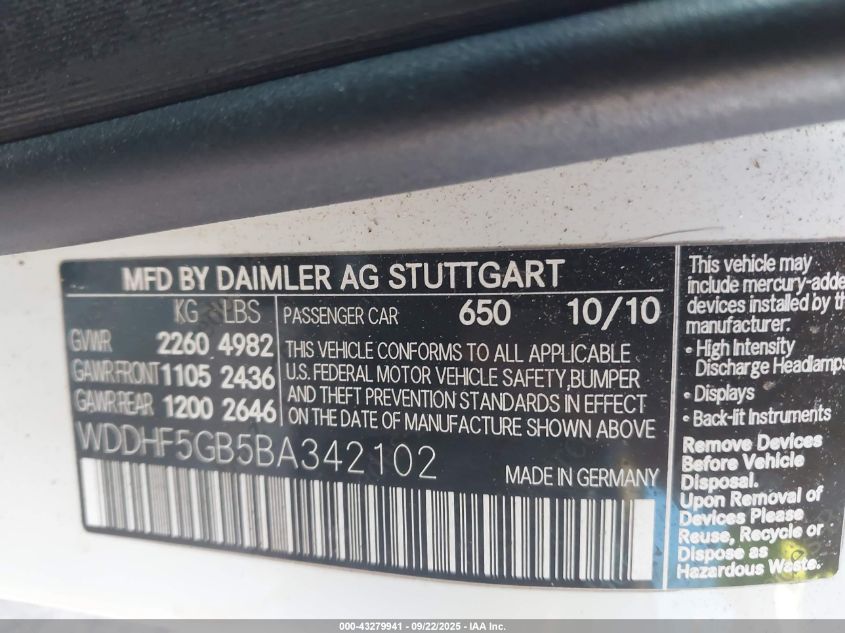 MFD BY DAIMLER AG STUTTGART
KG LBS
GVWR 2260 4982
GAWR FRONT 1105 2436
GAWR REAR 1200 2646
PASSENGER CAR 650 10/10
THIS VEHICLE CONFORMS TO ALL APPLICABLE
U.S. FEDERAL MOTOR VEHICLE SAFETY, BUMPER
AND THEFT PREVENTION STANDARDS IN EFFECT
ON THE DATE OF MANUFACTURE SHOWN ABOVE
WDDHF5GB5BA342102
MADE IN GERMANY
This vehicle may
include mercury-adde
devices installed by th
manufacturer:
• High Intensity
Discharge Headlamps
• Displays
• Back-lit Instruments
Remove Devices
Before Vehicle
Disposal.
Upon Removal of
Devices Please
Reuse, Recycle or
Dispose as
Hazardous Waste.
000-43279941 - 09/22/2025 - IAA Inc.